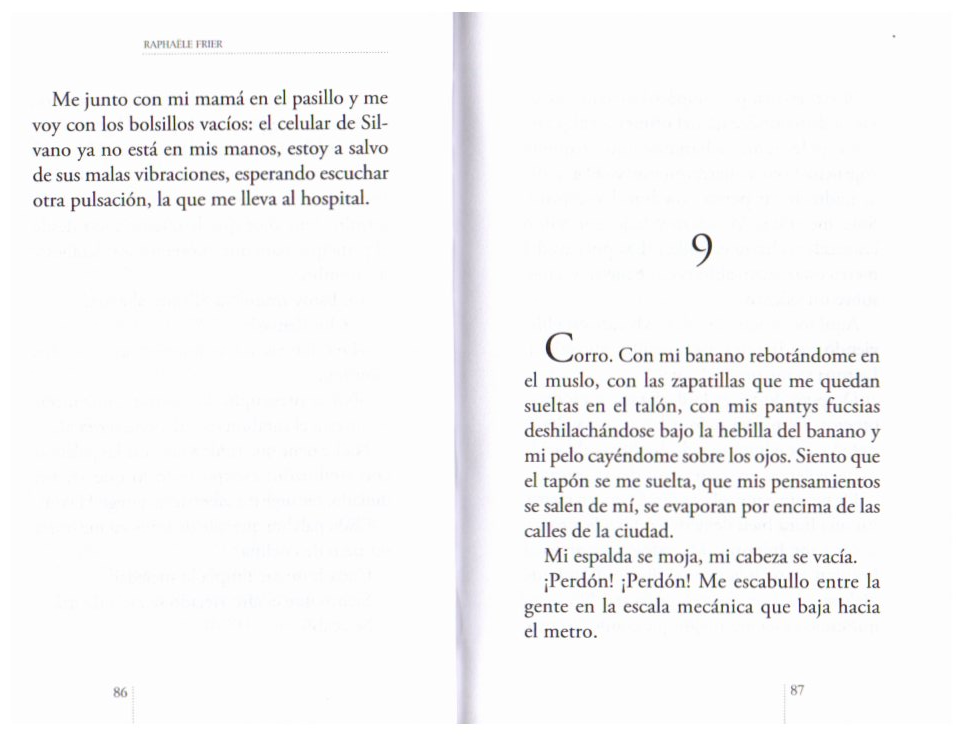 RAPHAËLE FRIER
Me junto con mi mamá en el pasillo y me
voy con los bolsillos vacíos: el celular de Sil-
vano ya no está en mis manos, estoy a salvo
de sus malas vibraciones, esperando escuchar
otra pulsación, la que me lleva al hospital.
86
9
Corro. Con mi banano rebotándome en
el muslo, con las zapatillas que me quedan
sueltas en el talón, con mis pantys fucsias
deshilachándose bajo la hebilla del banano y
mi pelo cayéndome sobre los ojos. Siento que
el tapón se me suelta, que mis pensamientos
se salen de mí, se evaporan por encima de las
calles de la ciudad.
Mi espalda se moja, mi cabeza se vacía.
¡Perdón! ¡Perdón! Me escabullo entre la
gente en la escala mecánica que baja hacia
el metro.
87